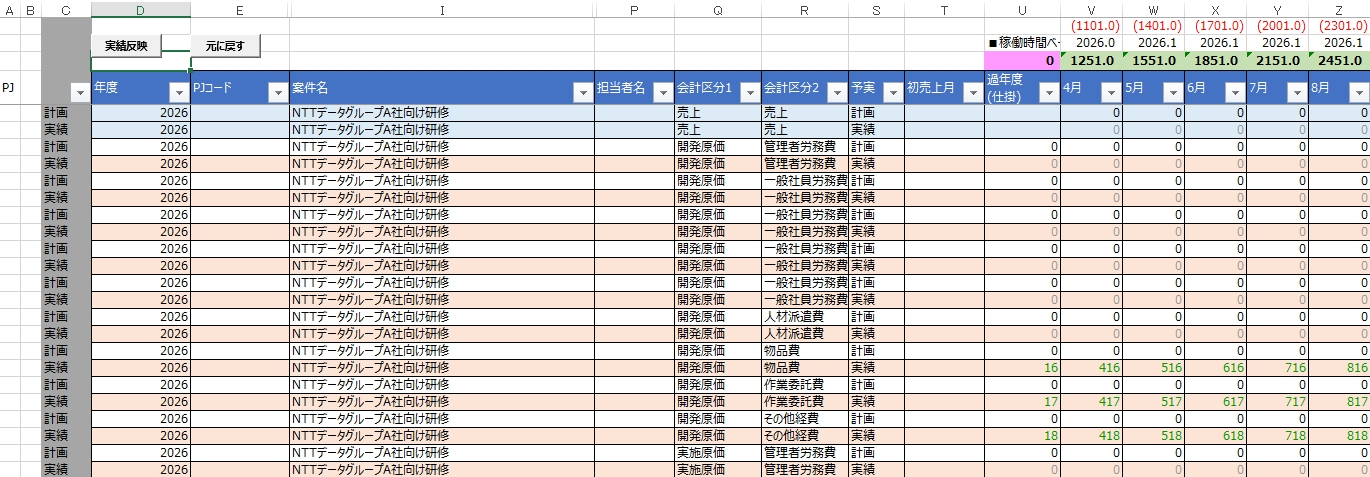 A B C D E I P Q R S T U V W X Y Z
(1101.0) (1401.0) (1701.0) (2001.0) (2301.0)
実績反映 元に戻す ■稼働時間ベー 2026.0 2026.1 2026.1 2026.1 2026.1
0 1251.0 1551.0 1851.0 2151.0 2451.0
PJ 年度 PJコード 案件名 担当者名 会計区分1 会計区分2 予実 初売上月 過年度 4月 5月 6月 7月 8月
(仕掛)
計画 2026 NTTデータグループA社向け研修 売上 売上 計画 0 0 0 0 0
実績 2026 NTTデータグループA社向け研修 売上 売上 実績 0 0 0 0 0
計画 2026 NTTデータグループA社向け研修 開発原価 管理者労務費 計画 0 0 0 0 0 0
実績 2026 NTTデータグループA社向け研修 開発原価 管理者労務費 実績 0 0 0 0 0 0
計画 2026 NTTデータグループA社向け研修 開発原価 一般社員労務費 計画 0 0 0 0 0 0
実績 2026 NTTデータグループA社向け研修 開発原価 一般社員労務費 実績 0 0 0 0 0 0
計画 2026 NTTデータグループA社向け研修 開発原価 一般社員労務費 計画 0 0 0 0 0 0
実績 2026 NTTデータグループA社向け研修 開発原価 一般社員労務費 実績 0 0 0 0 0 0
計画 2026 NTTデータグループA社向け研修 開発原価 一般社員労務費 計画 0 0 0 0 0 0
実績 2026 NTTデータグループA社向け研修 開発原価 一般社員労務費 実績 0 0 0 0 0 0
計画 2026 NTTデータグループA社向け研修 開発原価 一般社員労務費 計画 0 0 0 0 0 0
実績 2026 NTTデータグループA社向け研修 開発原価 一般社員労務費 実績 0 0 0 0 0 0
計画 2026 NTTデータグループA社向け研修 開発原価 人材派遣費 計画 0 0 0 0 0 0
実績 2026 NTTデータグループA社向け研修 開発原価 人材派遣費 実績 0 0 0 0 0 0
計画 2026 NTTデータグループA社向け研修 開発原価 物品費 計画 0 0 0 0 0 0
実績 2026 NTTデータグループA社向け研修 開発原価 物品費 実績 16 416 516 616 716 816
計画 2026 NTTデータグループA社向け研修 開発原価 作業委託費 計画 0 0 0 0 0 0
実績 2026 NTTデータグループA社向け研修 開発原価 作業委託費 実績 17 417 517 617 717 817
計画 2026 NTTデータグループA社向け研修 開発原価 その他経費 計画 0 0 0 0 0 0
実績 2026 NTTデータグループA社向け研修 開発原価 その他経費 実績 18 418 518 618 718 818
計画 2026 NTTデータグループA社向け研修 実施原価 管理者労務費 計画 0 0 0 0 0 0
実績 2026 NTTデータグループA社向け研修 実施原価 管理者労務費 実績 0 0 0 0 0 0